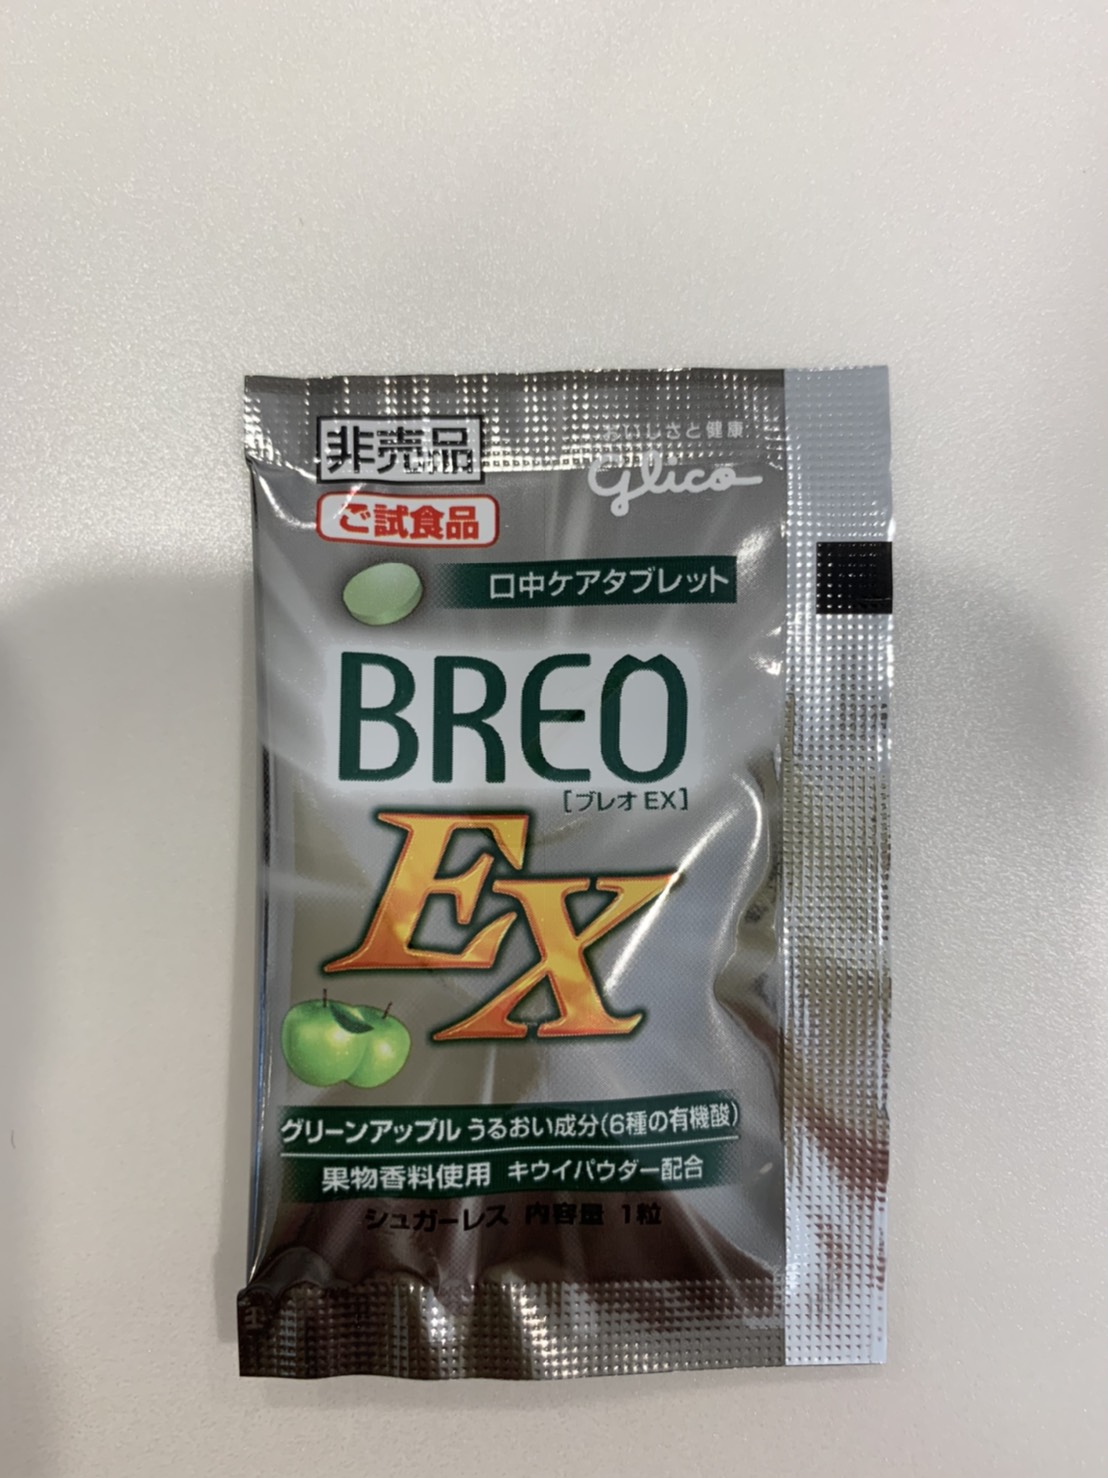 非売品
おいしさと健康
glico
ご試食品
口中ケアタブレット
BREO
[ブレオ EX]
EX
グリーンアップル うるおい成分(6種の有機酸)
果物香料使用 キウイパウダー配合
シュガーレス 内容量 1粒